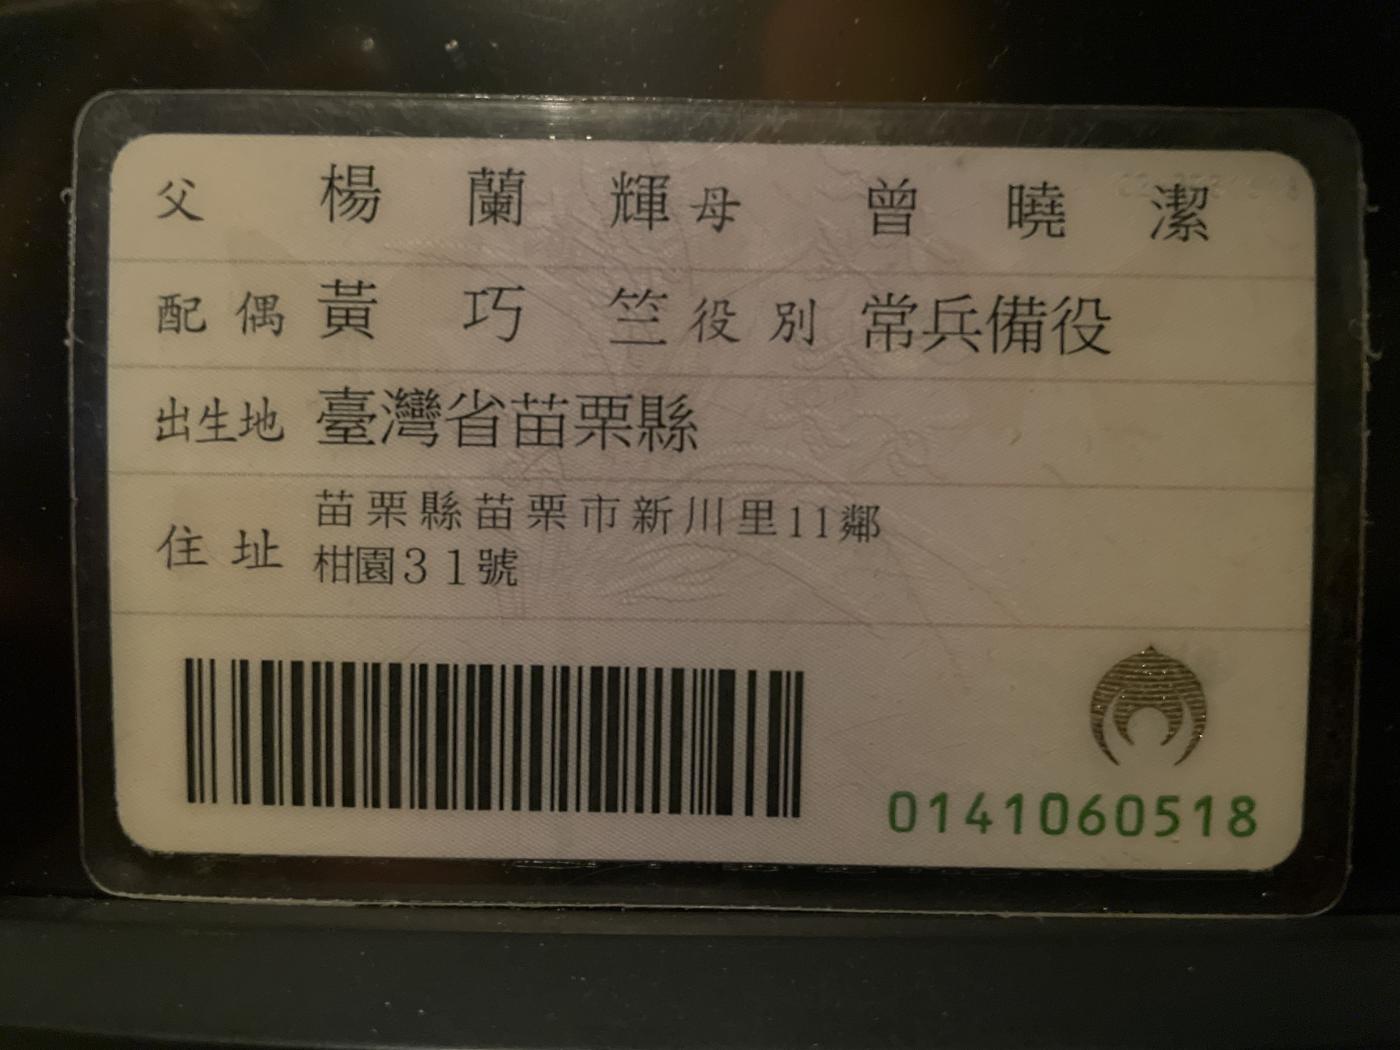 父 楊蘭輝 母 曾曉潔
配偶 黃巧竺 役別 常兵備役
出生地 臺灣省苗栗縣
住址 苗栗縣苗栗市新川里11鄰
柑園31號
0141060518